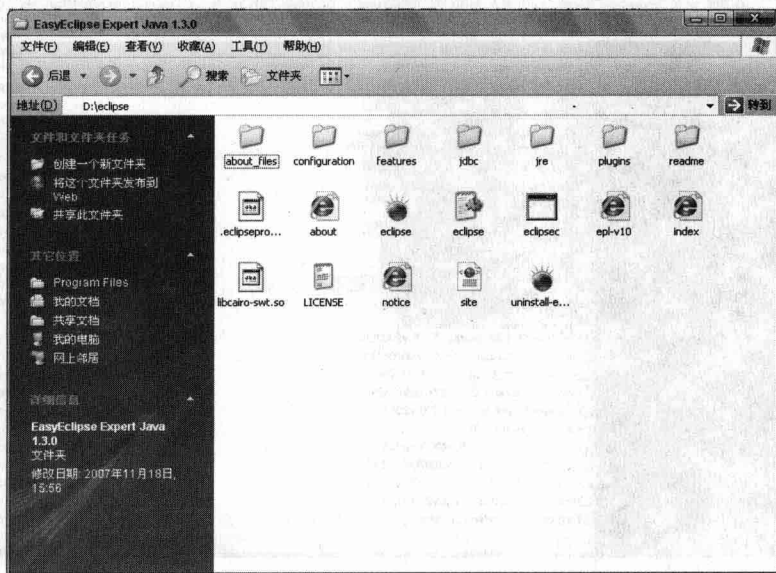 EasyEclipse Expert Java 1.3.0
文件(F) 编辑(E) 查看(V) 收藏(A) 工具(T) 帮助(H)
后退 搜索 文件夹
地址(D) D:\eclipse 转到
文件和文件夹任务
创建一个新文件夹
将这个文件夹发布到
Web
共享此文件夹
其它位置
Program Files
我的文档
共享文档
我的电脑
网上邻居
详细信息
EasyEclipse Expert Java
1.3.0
文件夹
修改日期: 2007年11月18日,
15:56
about_files configuration features jdbc jre plugins readme
.eclipsepro... about eclipse eclipse eclipsec epl-v10 index
libcairo-swt.so LICENSE notice site uninstall-e...